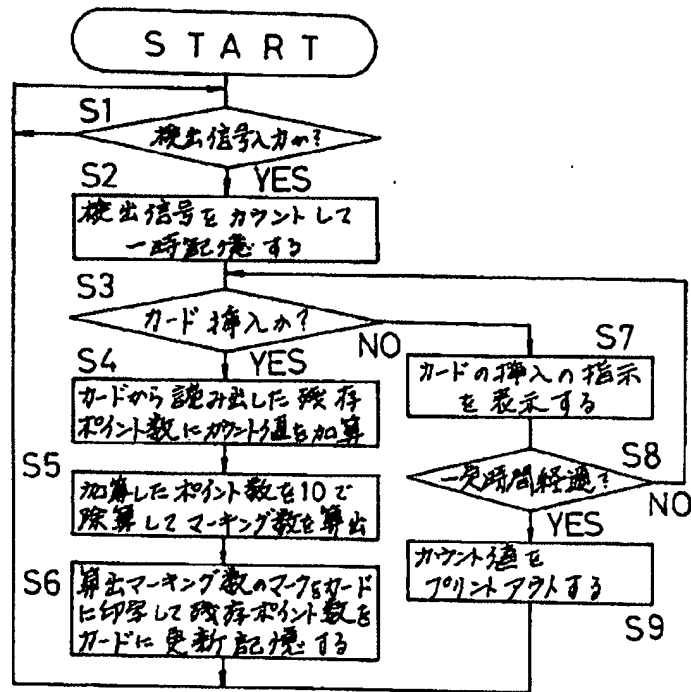 START
S1
検出信号入力か?
S2
YES
検出信号をカウントして
一時記憶する
S3
カード挿入か?
NO
S4
YES
カードから読み出した残存
ポイント数にカウント値を加算
S5
加算したポイント数を10で
除算してマーキング数を算出
S6
算出マーキング数のマークをカード
に印字して残存ポイント数を
カードに更新記憶する
S7
カードの挿入の指示
を表示する
S8
一定時間経過?
NO
YES
カウント値を
プリントアウトする
S9